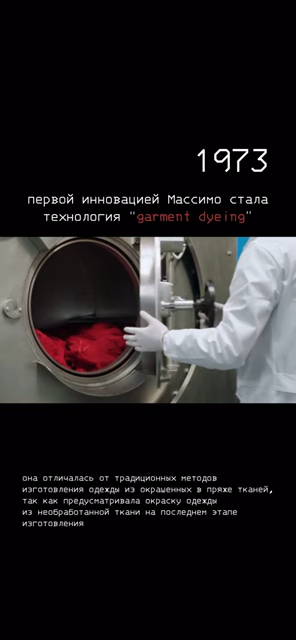 1973
первой инновацией Массимо стала
технология "garment dyeing"
она отличалась от традиционных методов
изготовления одежды из окрашенных в пряже тканей,
так как предусматривала окраску одежды
из необработанной ткани на последнем этапе
изготовления